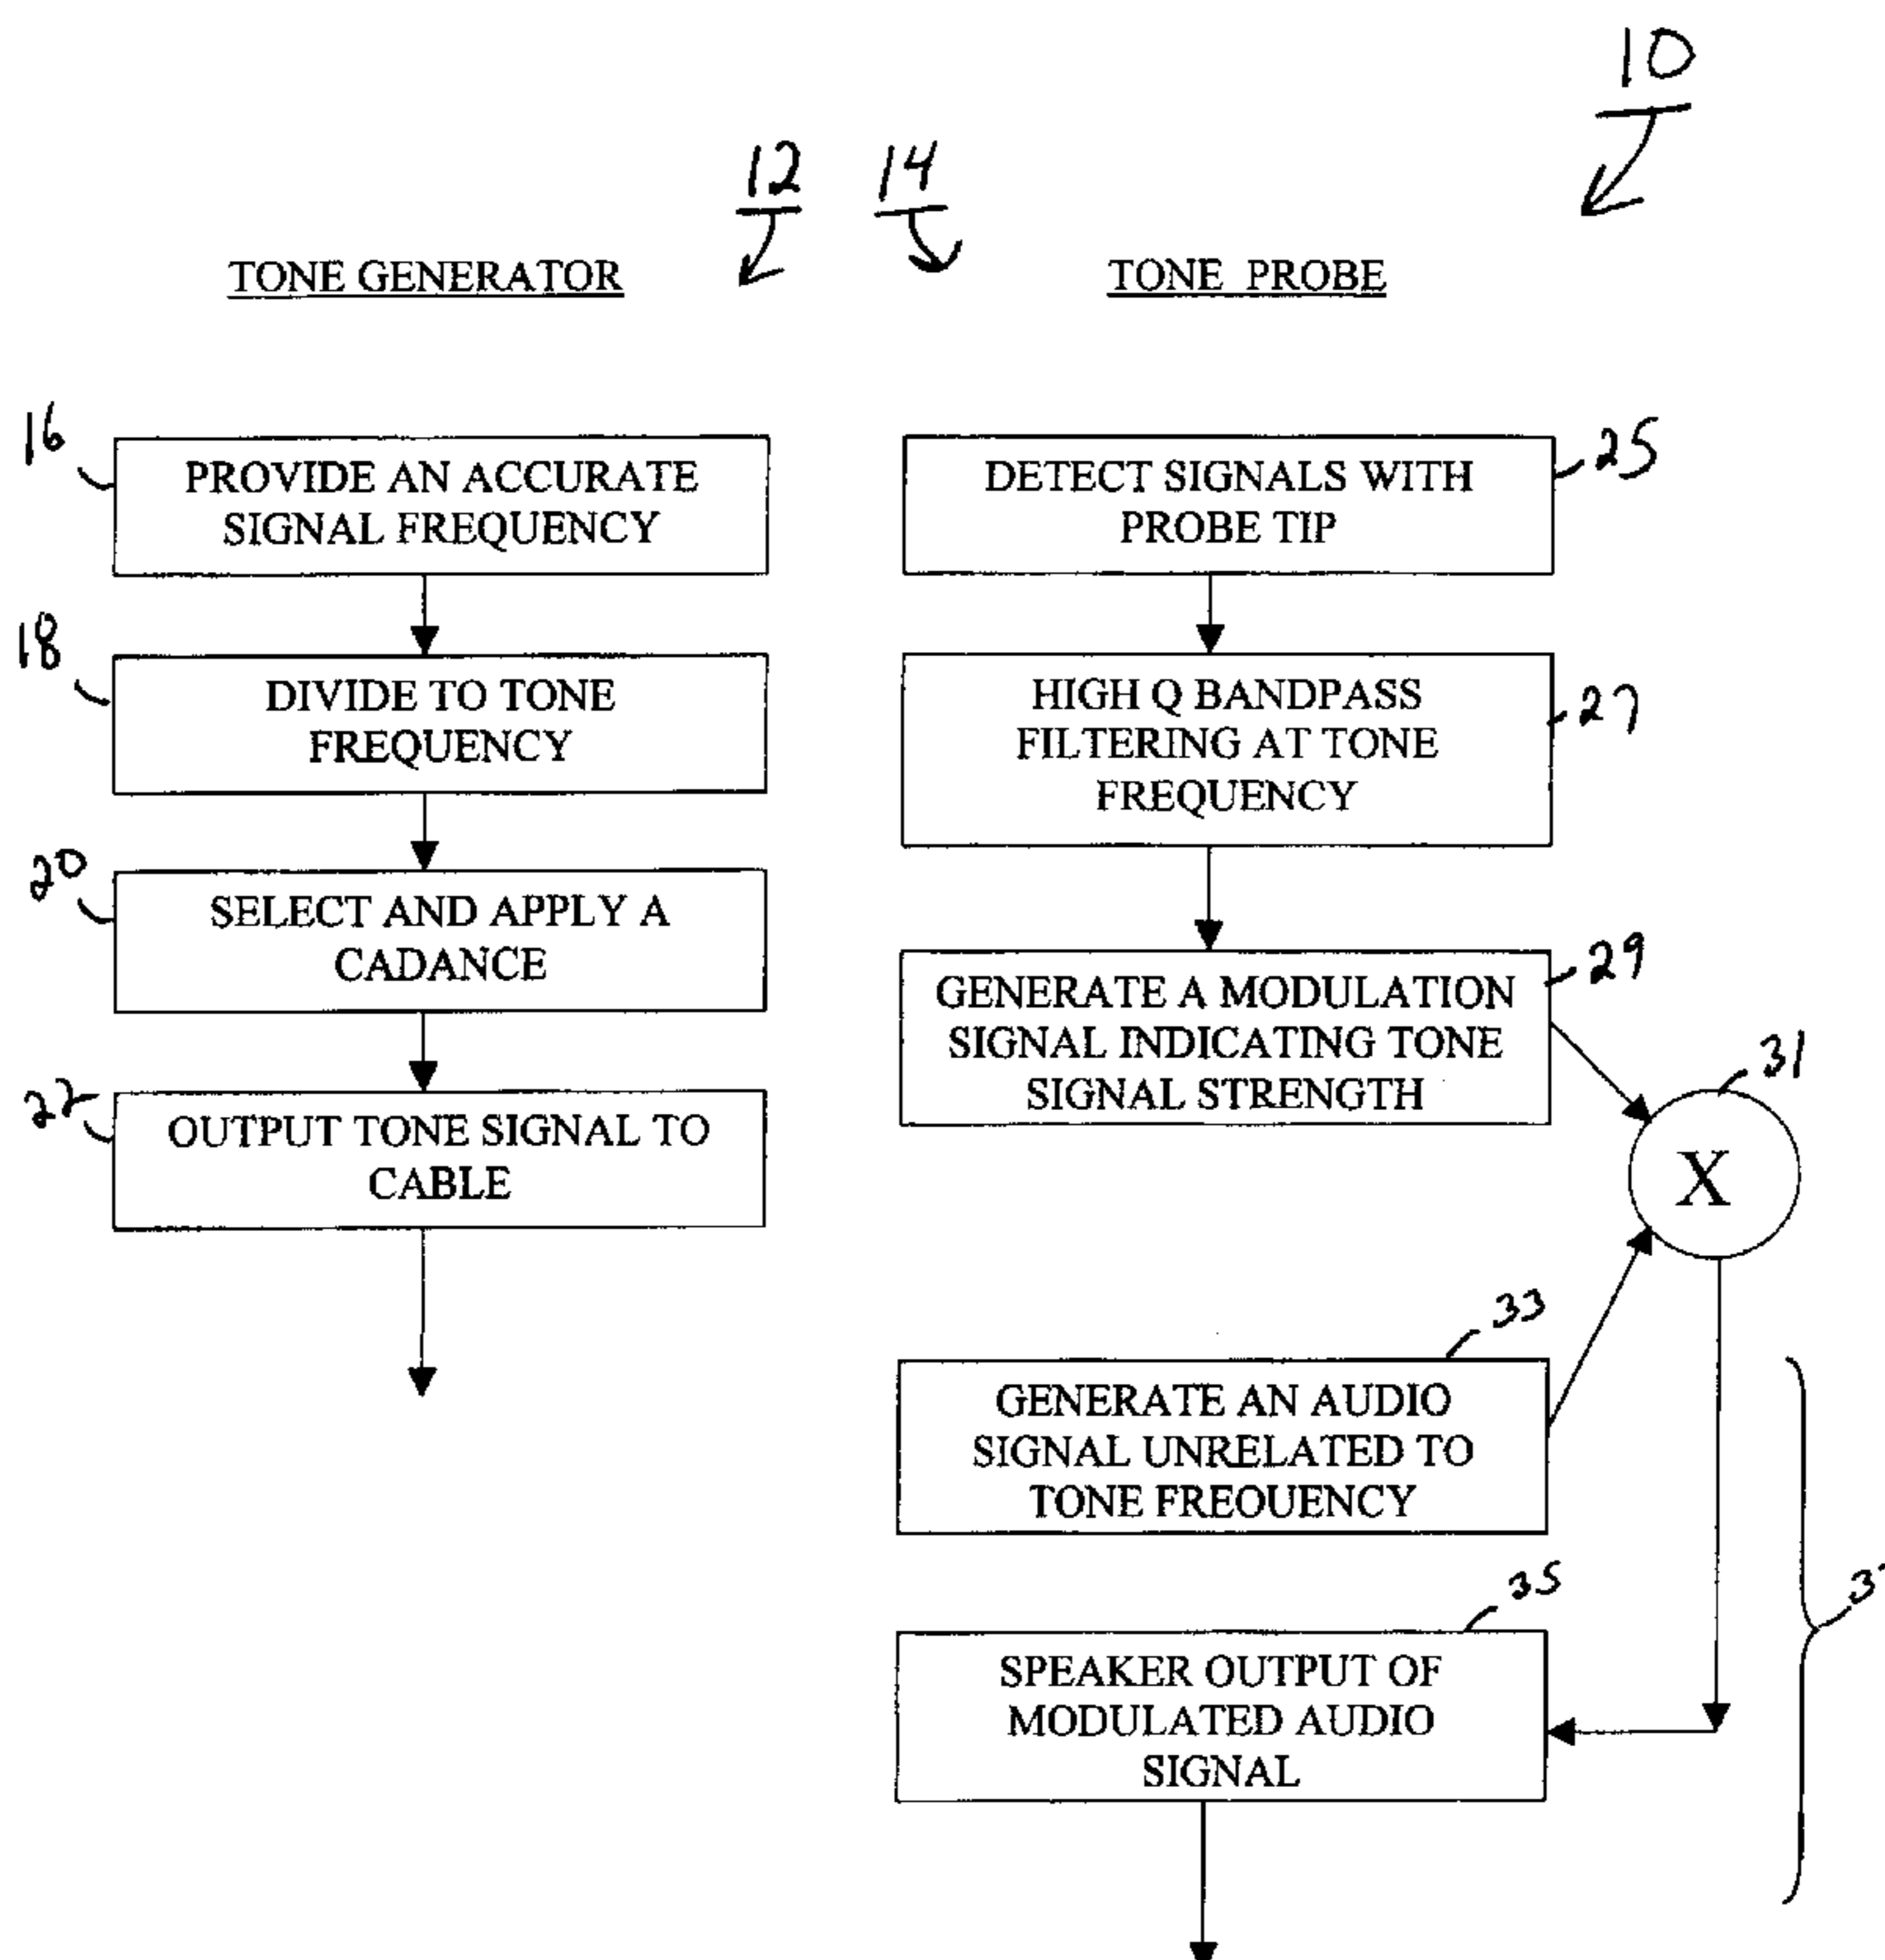 10
12
14
TONE GENERATOR
TONE PROBE
16
PROVIDE AN ACCURATE
SIGNAL FREQUENCY
18
DIVIDE TO TONE
FREQUENCY
20
SELECT AND APPLY A
CADANCE
22
OUTPUT TONE SIGNAL TO
CABLE
25
DETECT SIGNALS WITH
PROBE TIP
27
HIGH Q BANDPASS
FILTERING AT TONE
FREQUENCY
29
GENERATE A MODULATION
SIGNAL INDICATING TONE
SIGNAL STRENGTH
31
X
33
GENERATE AN AUDIO
SIGNAL UNRELATED TO
TONE FREQUENCY
35
SPEAKER OUTPUT OF
MODULATED AUDIO
SIGNAL